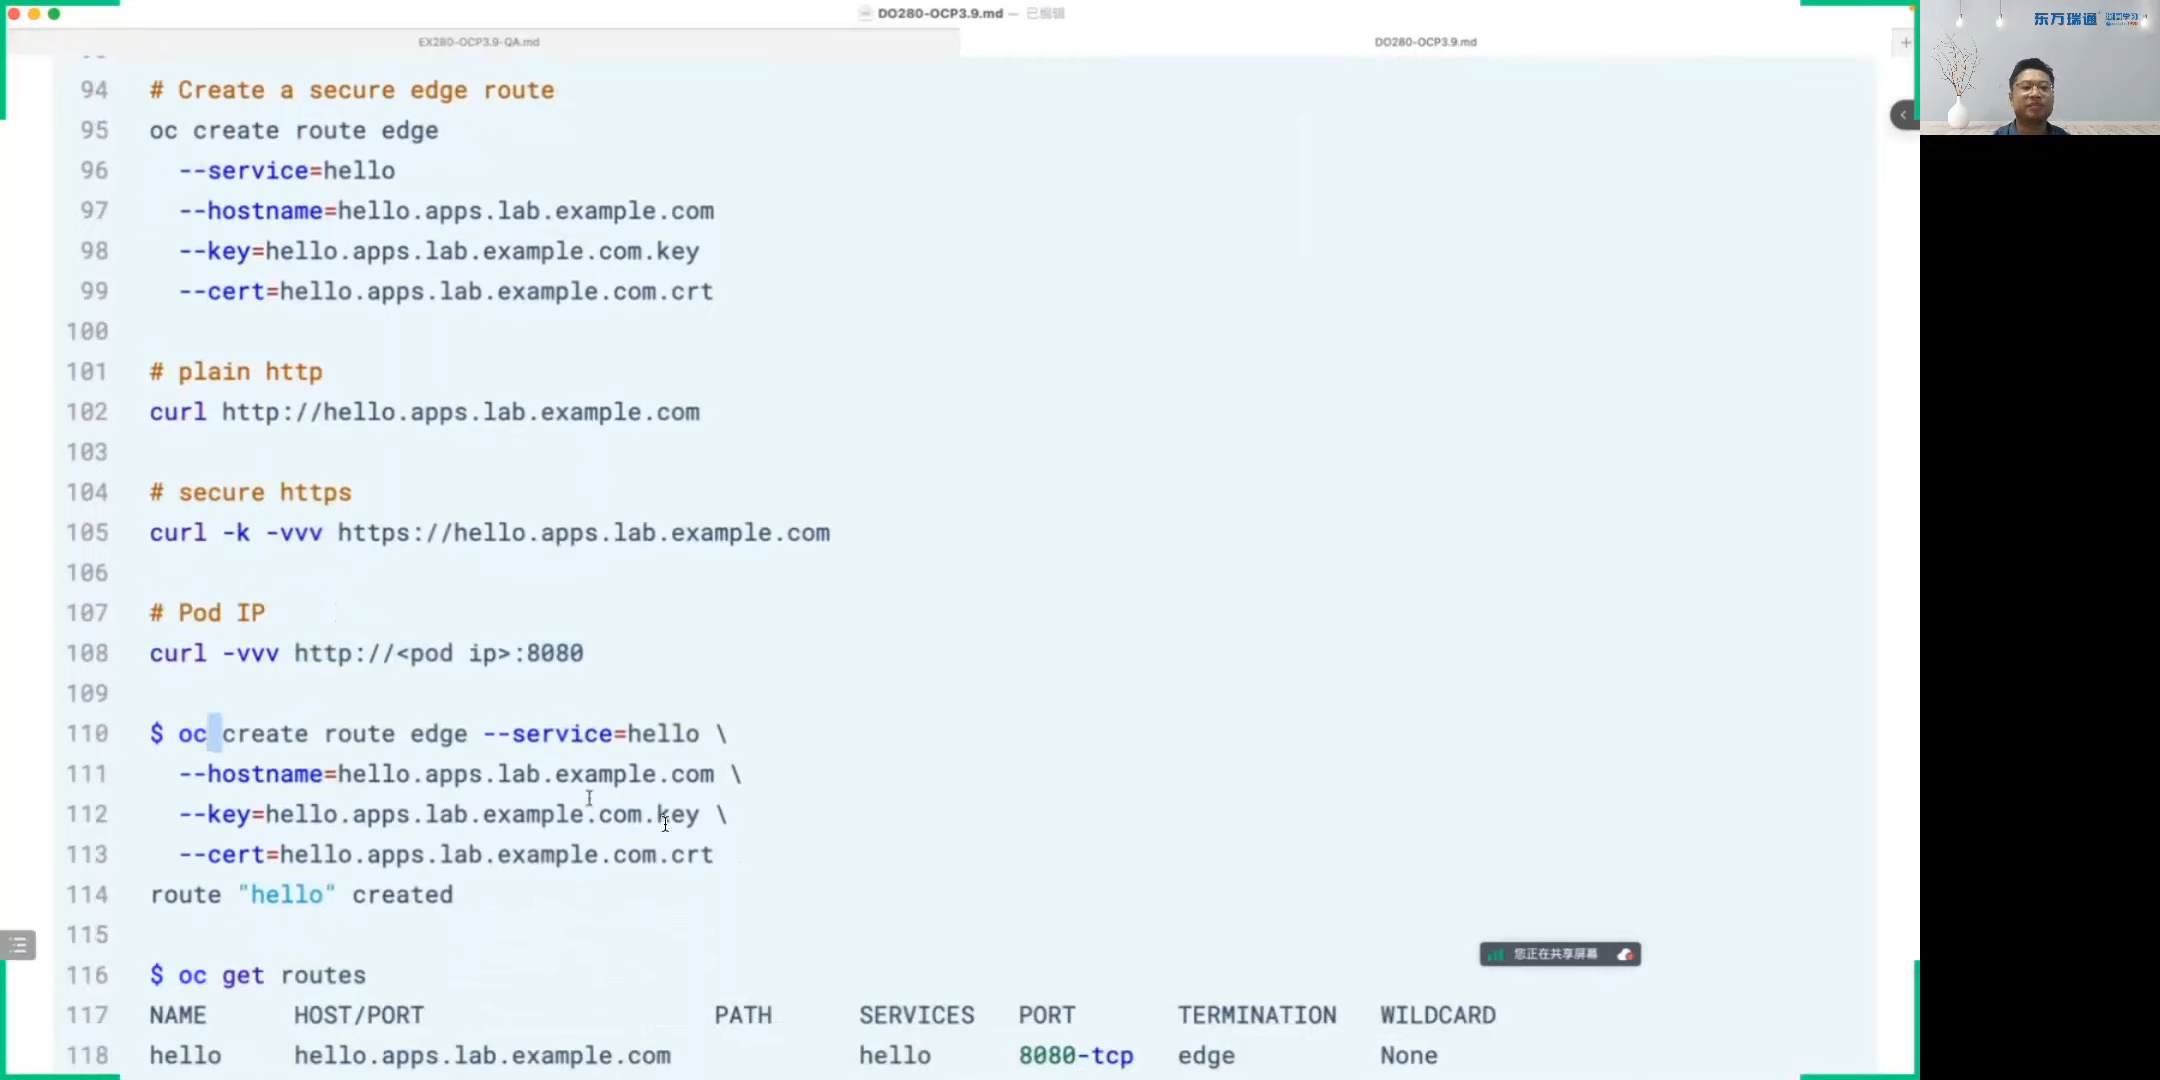 DO280-OCP3.9.md — 已编辑
EX280-OCP3.9-QA.md
DO280-OCP3.9.md
+
东方瑞通
94 # Create a secure edge route
95 oc create route edge
96 --service=hello
97 --hostname=hello.apps.lab.example.com
98 --key=hello.apps.lab.example.com.key
99 --cert=hello.apps.lab.example.com.crt
100
101 # plain http
102 curl http://hello.apps.lab.example.com
103
104 # secure https
105 curl -k -vvv https://hello.apps.lab.example.com
106
107 # Pod IP
108 curl -vvv http://<pod ip>:8080
109
110 $ oc create route edge --service=hello \
111 --hostname=hello.apps.lab.example.com \
112 --key=hello.apps.lab.example.com.key \
113 --cert=hello.apps.lab.example.com.crt
114 route "hello" created
115
您正在共享屏幕
116 $ oc get routes
117 NAME HOST/PORT PATH SERVICES PORT TERMINATION WILDCARD
118 hello hello.apps.lab.example.com hello 8080-tcp edge None